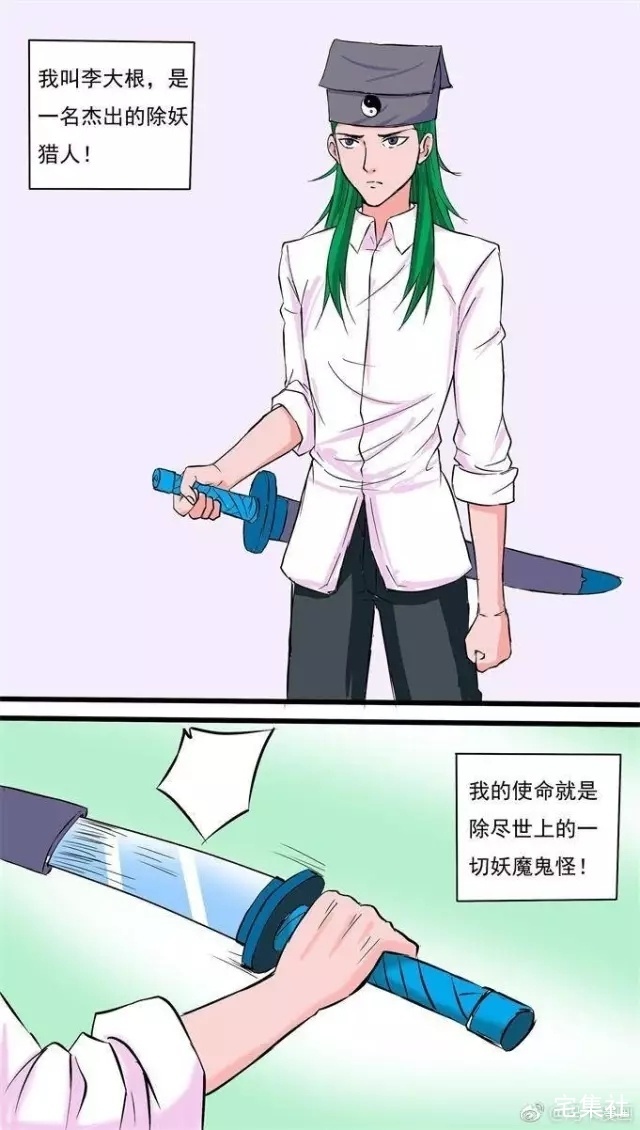 我叫李大根，是
一名杰出的除妖
猎人！
我的使命就是
除尽世上的一
切妖魔鬼怪！
宅集社